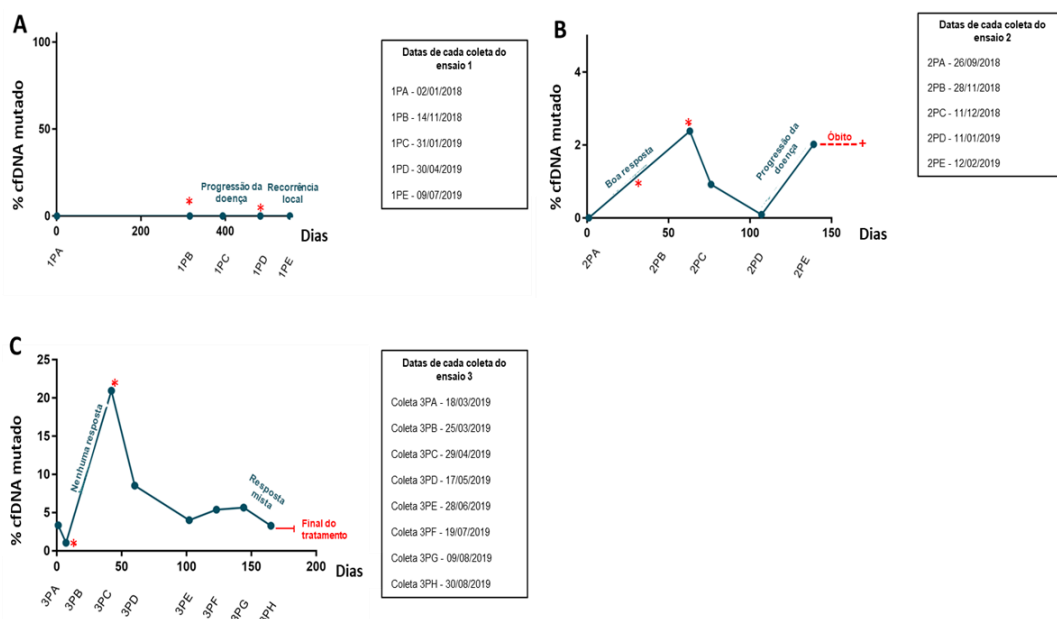 A
% cfDNA mutado
100
50
0
Progressão da
doença
Recorrência
local
*
*
0
200
400
Dias
1PA
1PB
1PC
1PD
1PE
Datas de cada coleta do
ensaio 1
1PA - 02/01/2018
1PB - 14/11/2018
1PC - 31/01/2019
1PD - 30/04/2019
1PE - 09/07/2019
B
% cfDNA mutado
4
2
0
Boa resposta
*
*
Progressão da
doença
Óbito
+
0
50
100
150
Dias
2PA
2PB
2PC
2PD
2PE
Datas de cada coleta do
ensaio 2
2PA - 26/09/2018
2PB - 28/11/2018
2PC - 11/12/2018
2PD - 11/01/2019
2PE - 12/02/2019
C
% cfDNA mutado
25
20
15
10
5
0
Nenhuma resposta
*
*
Resposta
mista
Final do
tratamento
0
50
100
150
200
Dias
3PA
3PB
3PC
3PD
3PE
3PF
3PG
3PH
Datas de cada coleta do
ensaio 3
Coleta 3PA - 18/03/2019
Coleta 3PB - 25/03/2019
Coleta 3PC - 29/04/2019
Coleta 3PD - 17/05/2019
Coleta 3PE - 28/06/2019
Coleta 3PF - 19/07/2019
Coleta 3PG - 09/08/2019
Coleta 3PH - 30/08/2019